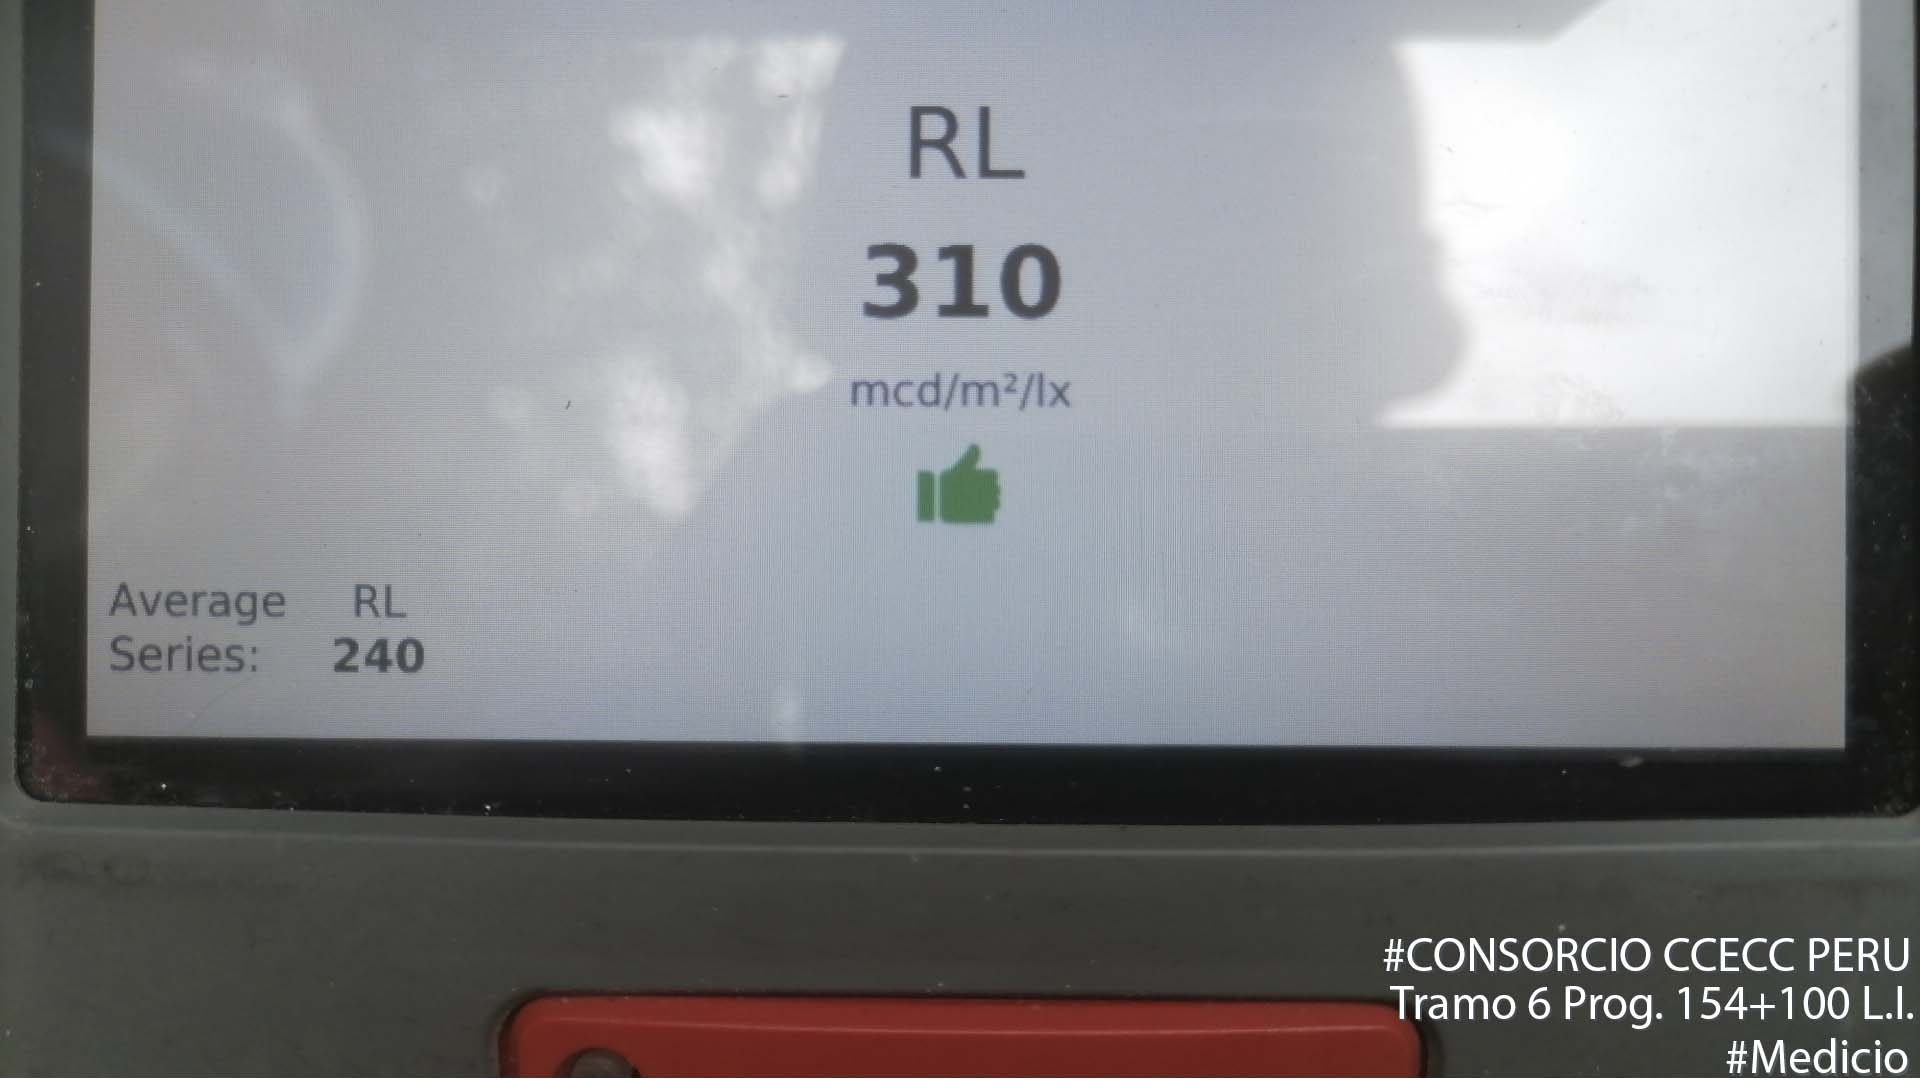 RL
310
mcd/m²/lx
Average RL
Series: 240
#CONSORCIO CCECC PERU
Tramo 6 Prog. 154+100 L.I.
#Medicio